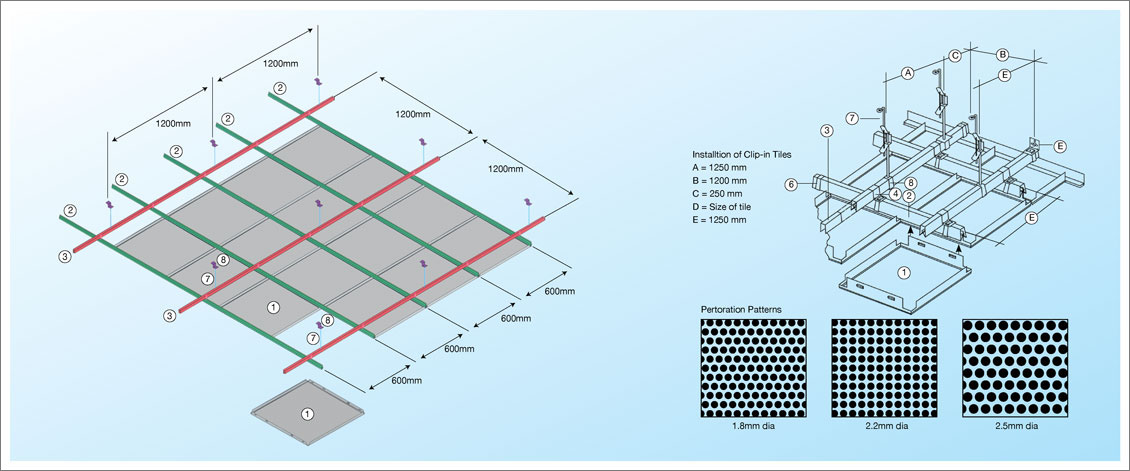 1200mm
1200mm
1200mm
1200mm
2
2
2
2
2
3
3
8
7
1
8
7
600mm
600mm
600mm
600mm
1
Installtion of Clip-in Tiles
A = 1250 mm
B = 1200 mm
C = 250 mm
D = Size of tile
E = 1250 mm
A
C
B
E
7
3
E
6
8
4
2
E
1
Pertoration Patterns
1.8mm dia
2.2mm dia
2.5mm dia